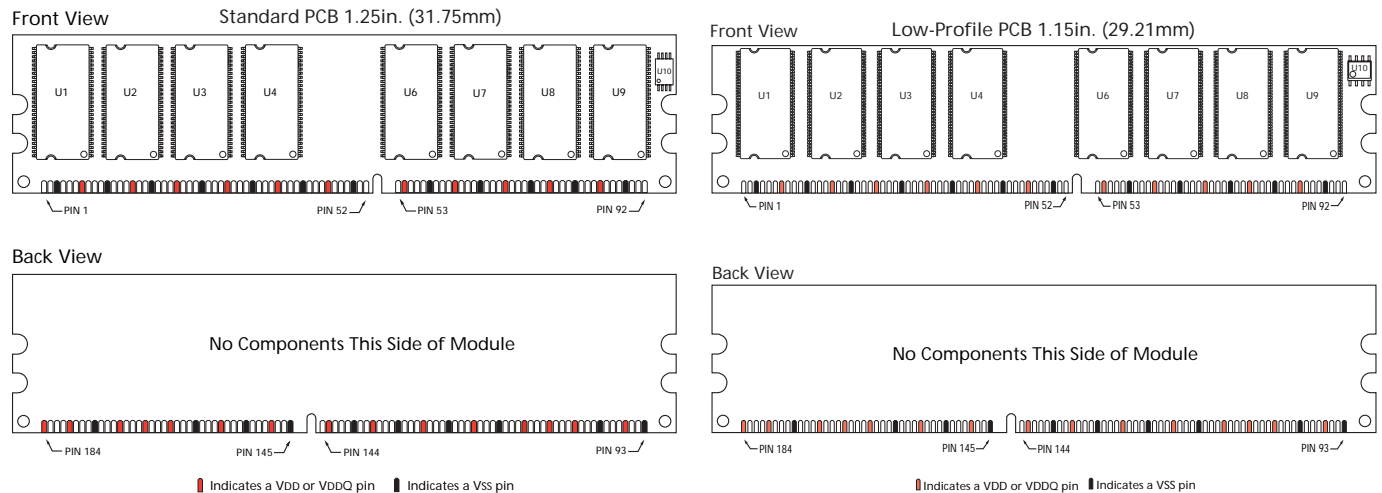 Front View
Standard PCB 1.25in. (31.75mm)
U1
U2
U3
U4
U6
U7
U8
U9
U10
PIN 1
PIN 52
PIN 53
PIN 92
Back View
No Components This Side of Module
PIN 184
PIN 145
PIN 144
PIN 93
Indicates a VDD or VDDQ pin
Indicates a VSS pin
Front View
Low-Profile PCB 1.15in. (29.21mm)
U1
U2
U3
U4
U6
U7
U8
U9
U10
PIN 1
PIN 52
PIN 53
PIN 92
Back View
No Components This Side of Module
PIN 184
PIN 145
PIN 144
PIN 93
Indicates a VDD or VDDQ pin
Indicates a VSS pin